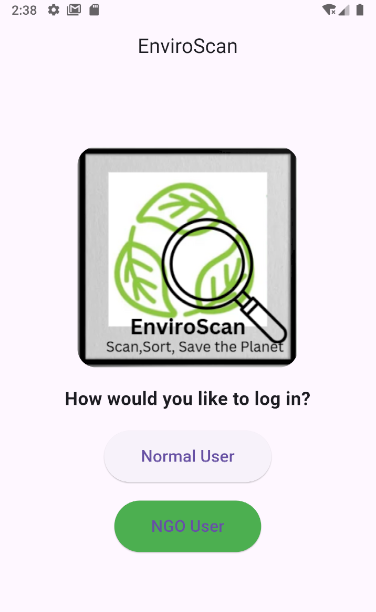 2:38
EnviroScan
EnviroScan
Scan,Sort, Save the Planet
How would you like to log in?
Normal User
NGO User